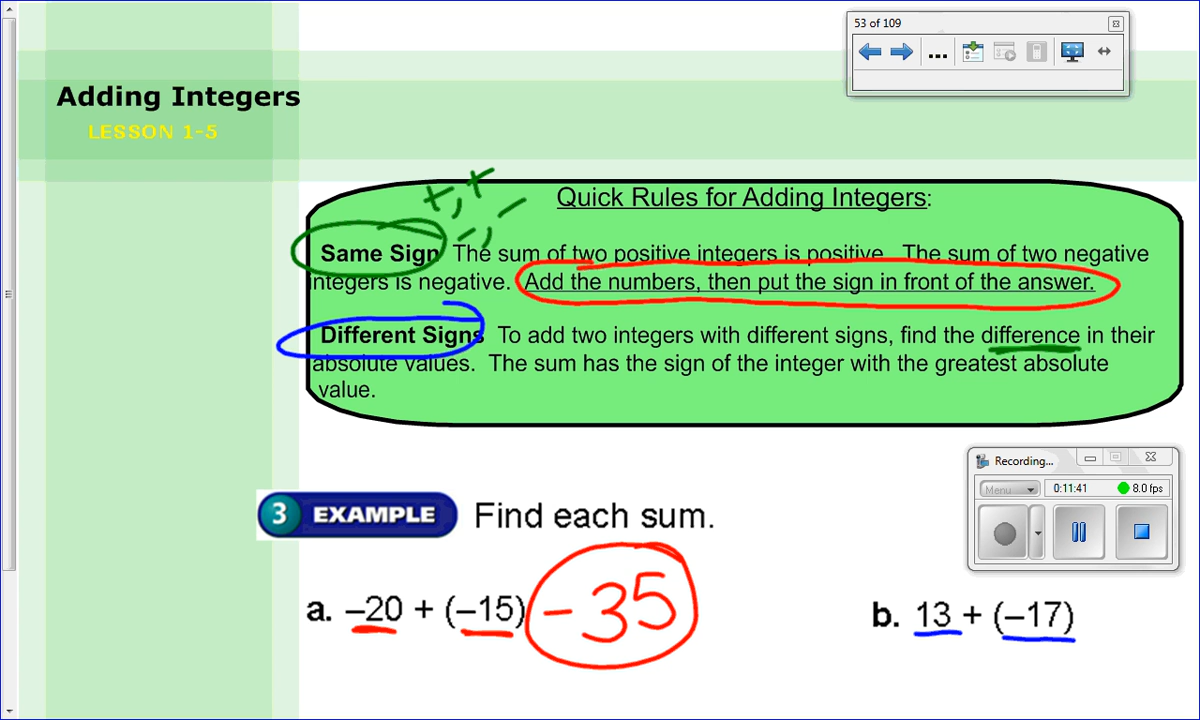 53 of 109
...
Adding Integers
LESSON 1-5
+, +
-, -
Quick Rules for Adding Integers:
Same Sign The sum of two positive integers is positive. The sum of two negative
integers is negative. Add the numbers, then put the sign in front of the answer.
Different Signs To add two integers with different signs, find the difference in their
absolute values. The sum has the sign of the integer with the greatest absolute
value.
Recording...
Menu 0:11:41 8.0 fps
3 EXAMPLE Find each sum.
a. –20 + (–15) -35
b. 13 + (–17)